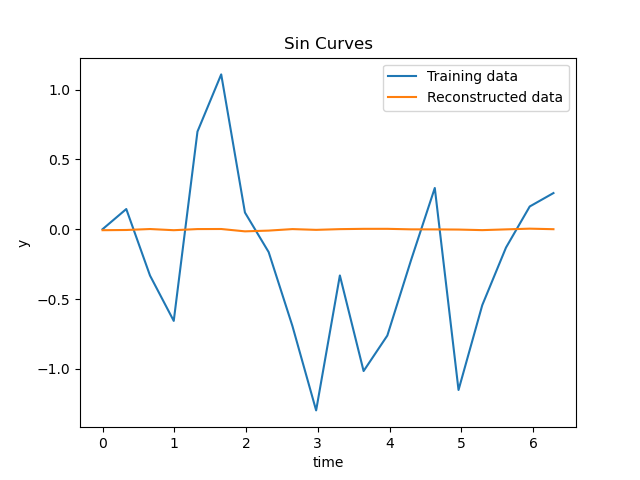 Sin Curves
Training data
Reconstructed data
1.0
0.5
0.0
−0.5
−1.0
y
0 1 2 3 4 5 6
time